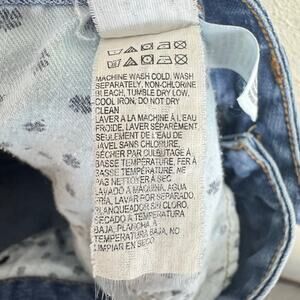 MACHINE WASH COLD, WASH
SEPARATELY, NON-CHLORINE
BLEACH, TUMBLE DRY LOW,
COOL IRON, DO NOT DRY
CLEAN
LAVER A LA MACHINE À L'EAU
FROIDE, LAVER SÉPARÉMENT,
SEULEMENT DE L'EAU DE
JAVEL SANS CHLORURE,
SÉCHER PAR CULBUTAGE À
BASSE TEMPÉRATURE, FER À
BASSE TEMPÉRATURE, NE
PAS NETTOYER À SEC
LAVADO A MAQUINA, AGUA
FRÍA, LAVAR POR SEPARADO,
BLANQUEADOR SIN CLORO,
SECADO A TEMPERATURA
BAJA, PLANCHA A
TEMPERATURA BAJA, NO
LIMPIAR EN SECO